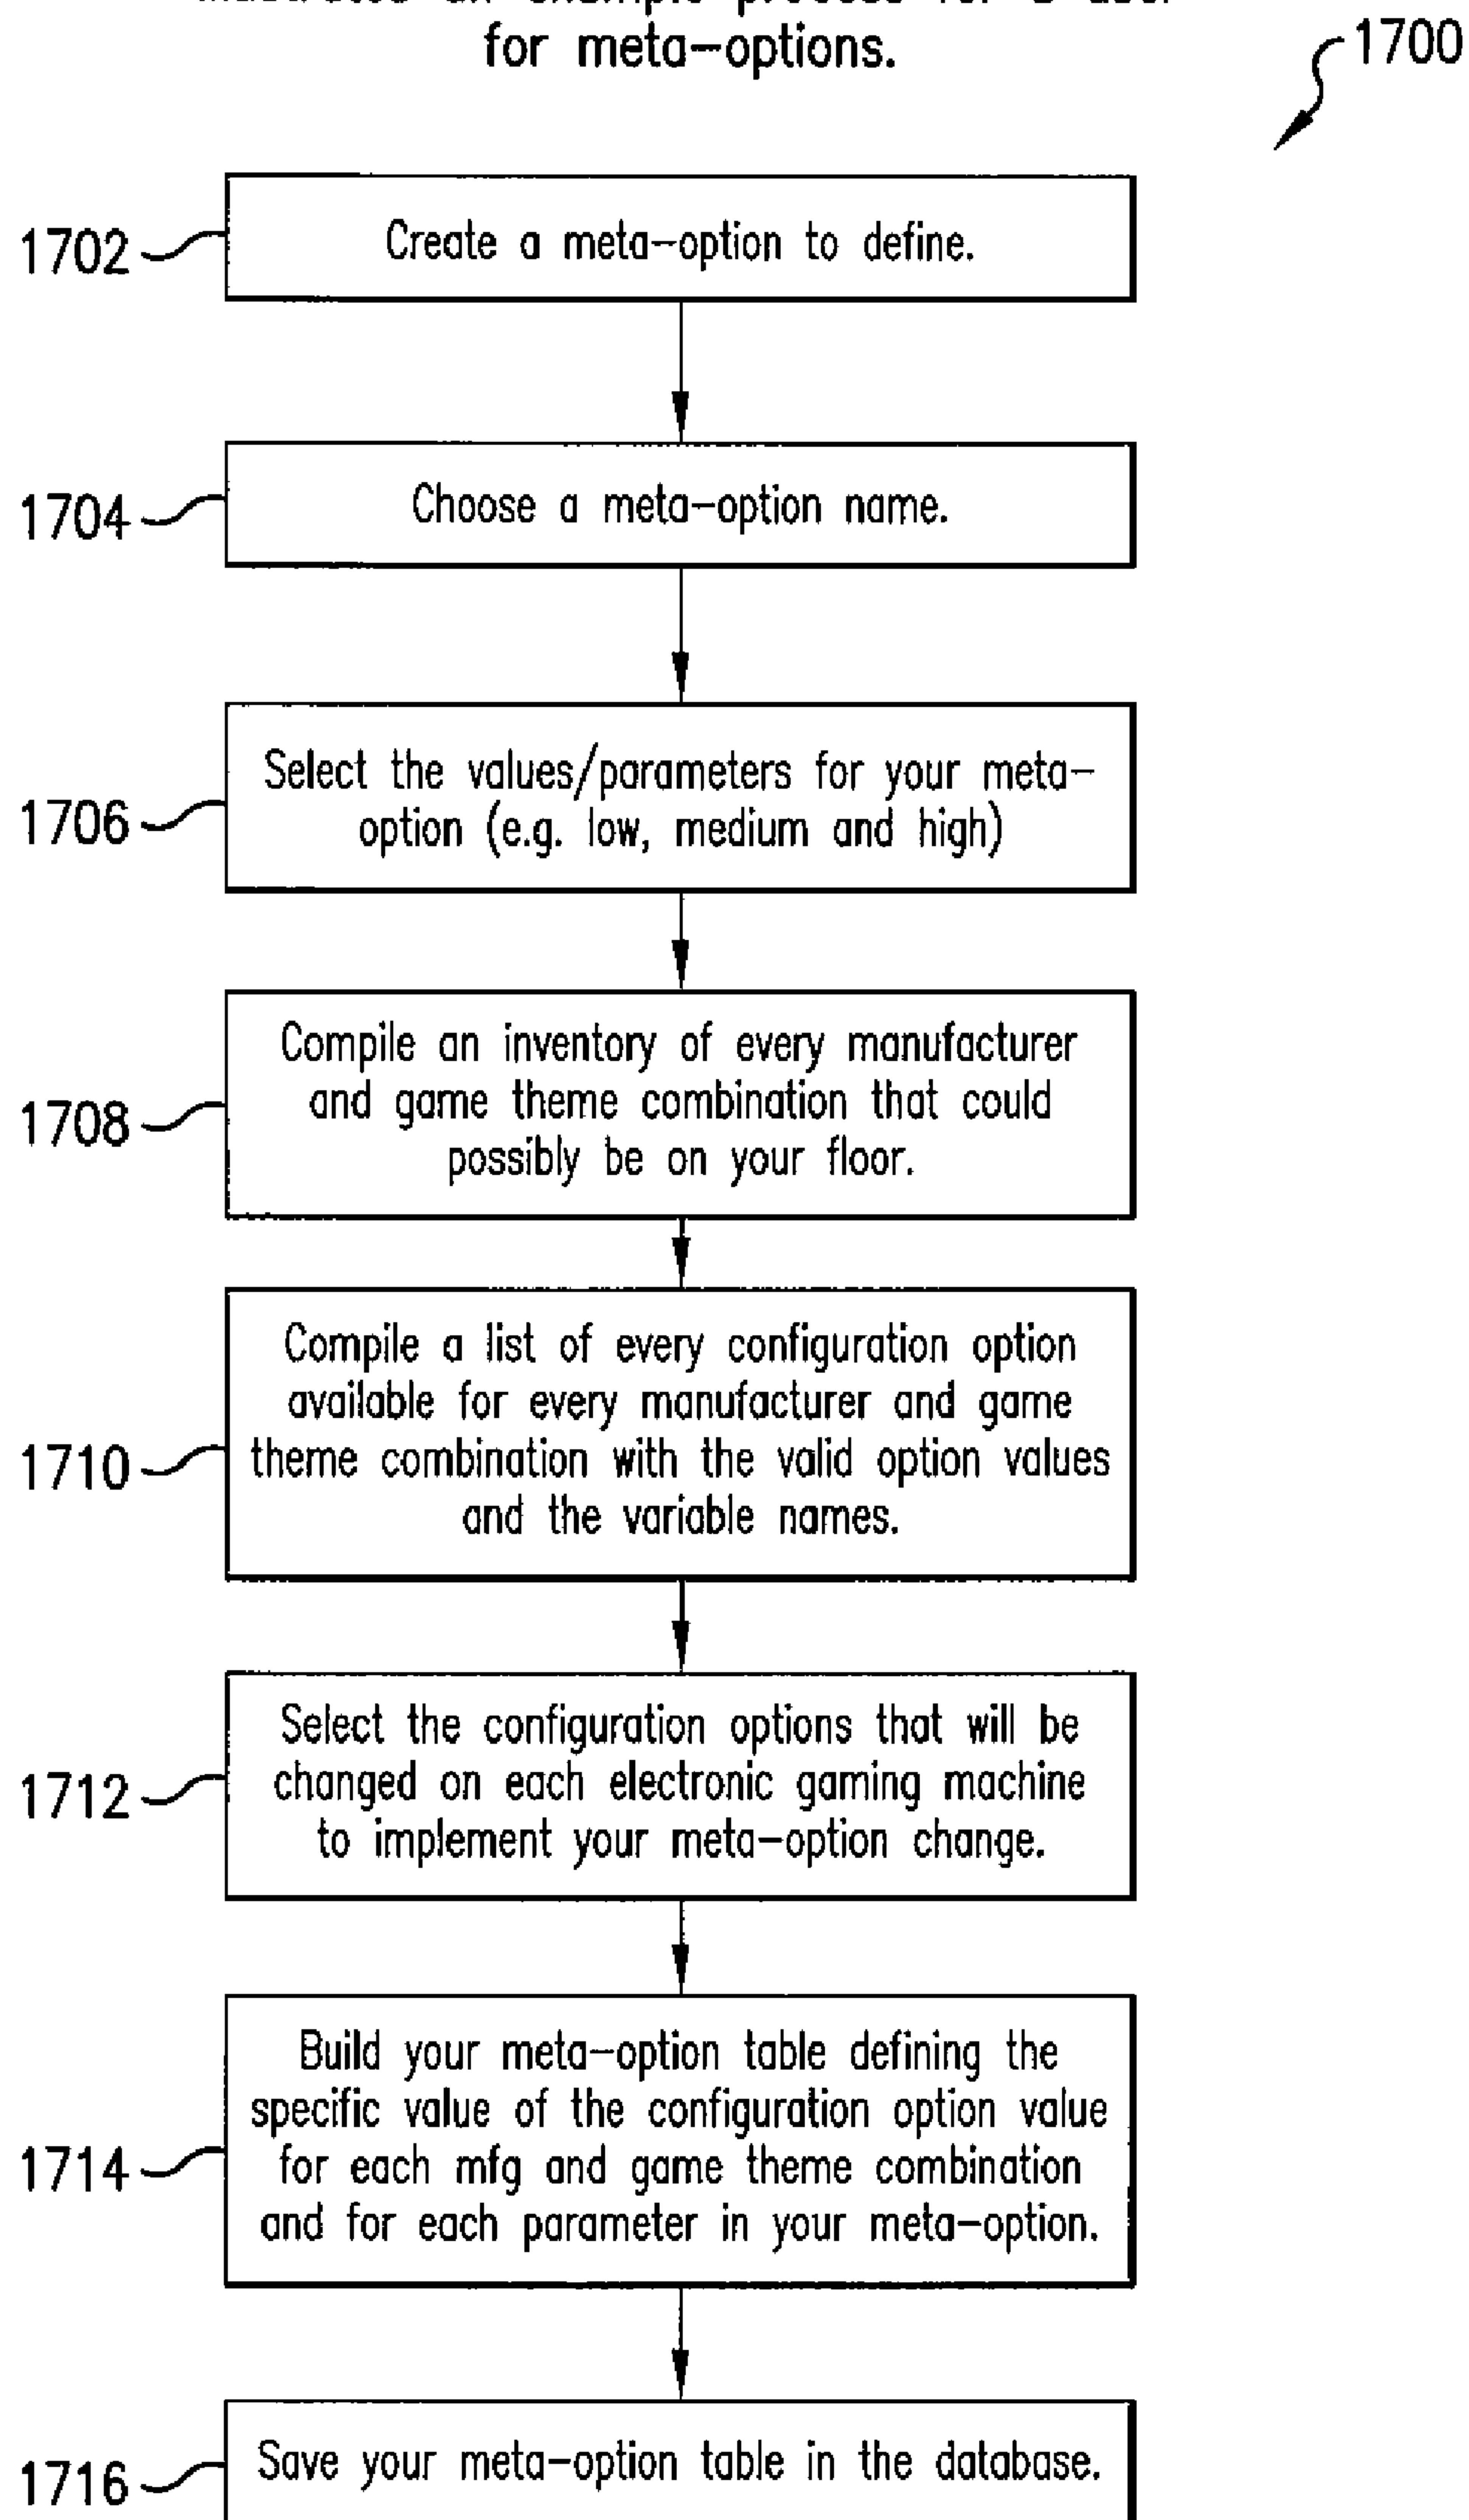 an example process for a user
for meta-options.
1700
1702
Create a meta-option to define.
1704
Choose a meta-option name.
1706
Select the values/parameters for your meta-
option (e.g. low, medium and high)
1708
Compile an inventory of every manufacturer
and game theme combination that could
possibly be on your floor.
1710
Compile a list of every configuration option
available for every manufacturer and game
theme combination with the valid option values
and the variable names.
1712
Select the configuration options that will be
changed on each electronic gaming machine
to implement your meta-option change.
1714
Build your meta-option table defining the
specific value of the configuration option value
for each mfg and game theme combination
and for each parameter in your meta-option.
1716
Save your meta-option table in the database.